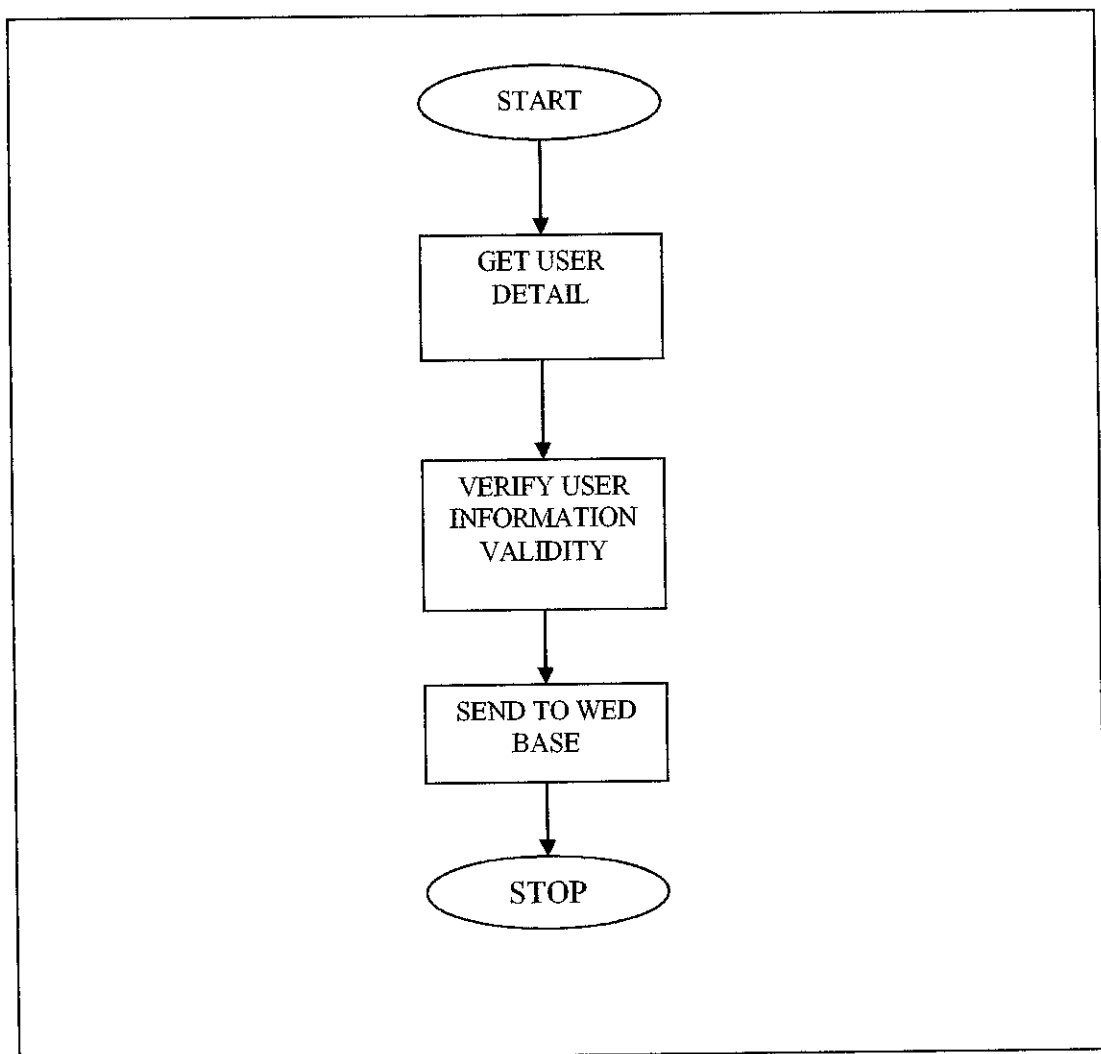 START
GET USER
DETAIL
VERIFY USER
INFORMATION
VALIDITY
SEND TO WED
BASE
STOP